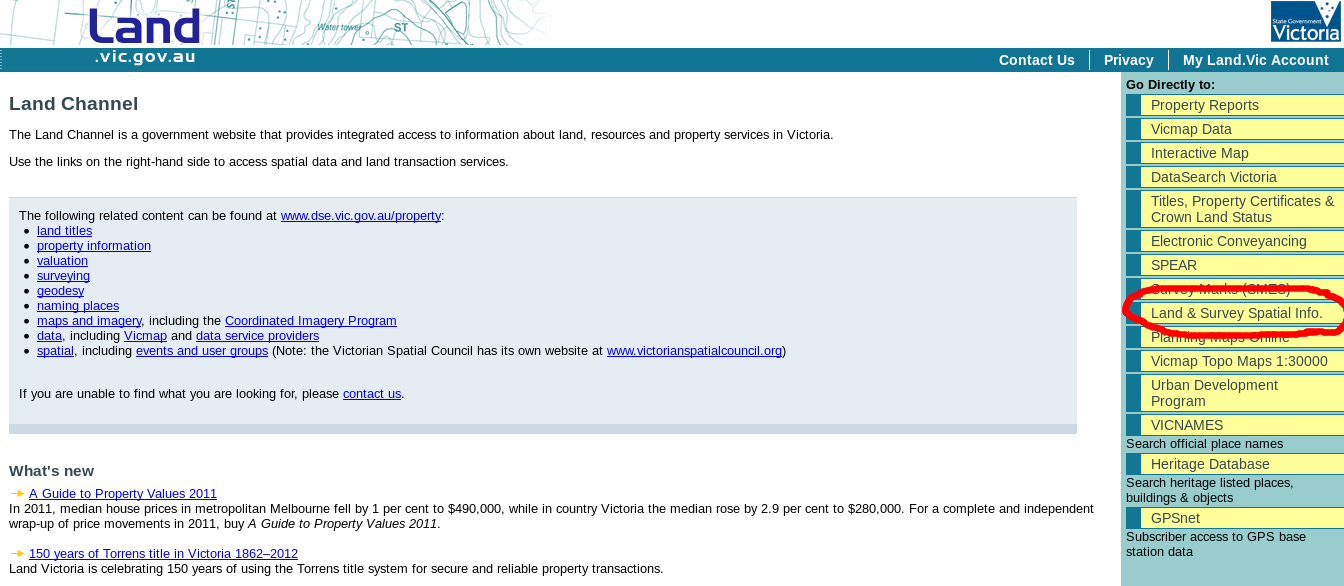 Land
.vic.gov.au
Water tower
ST
ST
State Government
Victoria
Contact Us
Privacy
My Land.Vic Account
Land Channel
The Land Channel is a government website that provides integrated access to information about land, resources and property services in Victoria.
Use the links on the right-hand side to access spatial data and land transaction services.
The following related content can be found at www.dse.vic.gov.au/property:
• land titles
• property information
• valuation
• surveying
• geodesy
• naming places
• maps and imagery, including the Coordinated Imagery Program
• data, including Vicmap and data service providers
• spatial, including events and user groups (Note: the Victorian Spatial Council has its own website at www.victorianspatialcouncil.org)
If you are unable to find what you are looking for, please contact us.
What's new
A Guide to Property Values 2011
In 2011, median house prices in metropolitan Melbourne fell by 1 per cent to $490,000, while in country Victoria the median rose by 2.9 per cent to $280,000. For a complete and independent
wrap-up of price movements in 2011, buy A Guide to Property Values 2011.
150 years of Torrens title in Victoria 1862–2012
Land Victoria is celebrating 150 years of using the Torrens title system for secure and reliable property transactions.
Go Directly to:
Property Reports
Vicmap Data
Interactive Map
DataSearch Victoria
Titles, Property Certificates &
Crown Land Status
Electronic Conveyancing
SPEAR
Survey Marks (SMES)
Land & Survey Spatial Info.
Planning Maps Online
Vicmap Topo Maps 1:30000
Urban Development
Program
VICNAMES
Search official place names
Heritage Database
Search heritage listed places,
buildings & objects
GPSnet
Subscriber access to GPS base
station data